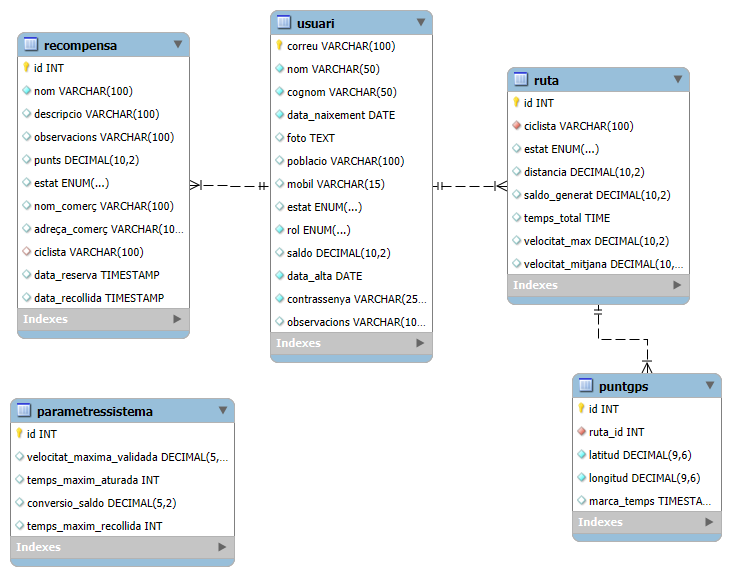 recompensa
id INT
nom VARCHAR(100)
descripcio VARCHAR(100)
observacions VARCHAR(100)
punts DECIMAL(10,2)
estat ENUM(...)
nom_comerç VARCHAR(100)
adreça_comerç VARCHAR(10...
ciclista VARCHAR(100)
data_reserva TIMESTAMP
data_recollida TIMESTAMP
Indexes
usuari
correu VARCHAR(100)
nom VARCHAR(50)
cognom VARCHAR(50)
data_naixement DATE
foto TEXT
poblacio VARCHAR(100)
mobil VARCHAR(15)
estat ENUM(...)
rol ENUM(...)
saldo DECIMAL(10,2)
data_alta DATE
contrassenya VARCHAR(25...
observacions VARCHAR(10...
Indexes
ruta
id INT
ciclista VARCHAR(100)
estat ENUM(...)
distancia DECIMAL(10,2)
saldo_generat DECIMAL(10,2)
temps_total TIME
velocitat_max DECIMAL(10,2)
velocitat_mitjana DECIMAL(10,...
Indexes
puntgps
id INT
ruta_id INT
latitud DECIMAL(9,6)
longitud DECIMAL(9,6)
marca_temps TIMESTA...
Indexes
parametressistema
id INT
velocitat_maxima_validada DECIMAL(5,...
temps_maxim_aturada INT
conversio_saldo DECIMAL(5,2)
temps_maxim_recollida INT
Indexes